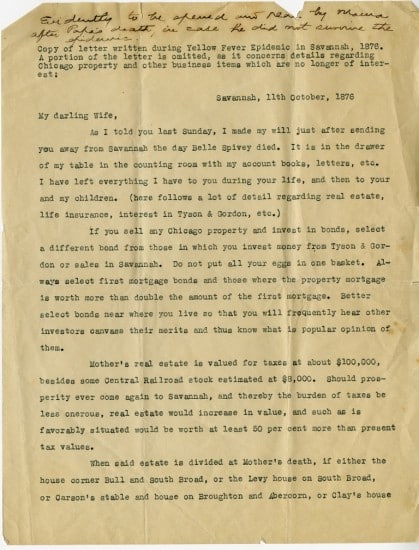 Evidently to be opened and read by Mama
after Papa's death, in case he did not survive the
epidemic.
Copy of letter written during Yellow Fever Epidemic in Savannah, 1876.
A portion of the letter is omitted, as it concerns details regarding
Chicago property and other business items which are no longer of inter-
est:
Savannah, 11th October, 1876
My darling Wife,
As I told you last Sunday, I made my will just after sending
you away from Savannah the day Belle Spivey died. It is in the drawer
of my table in the counting room with my account books, letters, etc.
I have left everything I have to you during your life, and then to your
and my children. (here follows a lot of detail regarding real estate,
life insurance, interest in Tyson & Gordon, etc.)
If you sell any Chicago property and invest in bonds, select
a different bond from those in which you invest money from Tyson & Gor-
don or sales in Savannah. Do not put all your eggs in one basket. Al-
ways select first mortgage bonds and those where the property mortgage
is worth more than double the amount of the first mortgage. Better
select bonds near where you live so that you will frequently hear other
investors canvass their merits and thus know what is popular opinion of
them.
Mother's real estate is valued for taxes at about $100,000,
besides some Central Railroad stock estimated at $8,000. Should pros-
perity ever come again to Savannah, and thereby the burden of taxes be
less onerous, real estate would increase in value, and such as is
favorably situated would be worth at least 50 per cent more than present
tax values.
When said estate is divided at Mother's death, if either the
house corner Bull and South Broad, or the Levy house on South Broad,
or Carson's stable and house on Broughton and Abercorn, or Clay's house